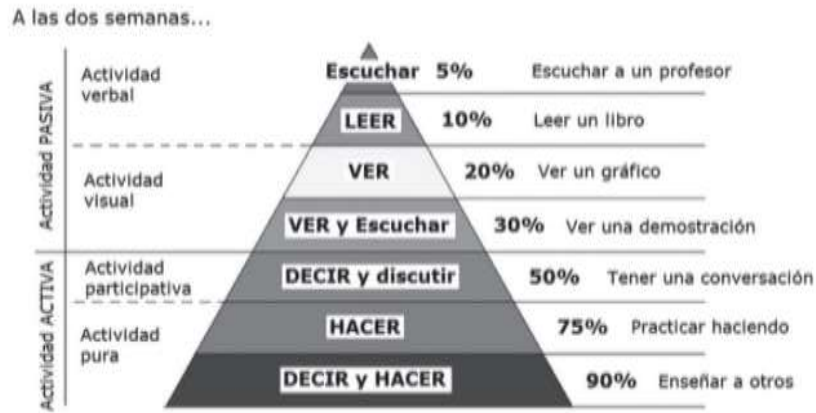 A las dos semanas...
Actividad PASIVA
Actividad ACTIVA
Actividad
verbal
Escuchar 5% Escuchar a un profesor
LEER 10% Leer un libro
Actividad
visual
VER 20% Ver un gráfico
VER y Escuchar 30% Ver una demostración
Actividad
participativa
DECIR y discutir 50% Tener una conversación
Actividad
pura
HACER 75% Practicar haciendo
DECIR y HACER 90% Enseñar a otros